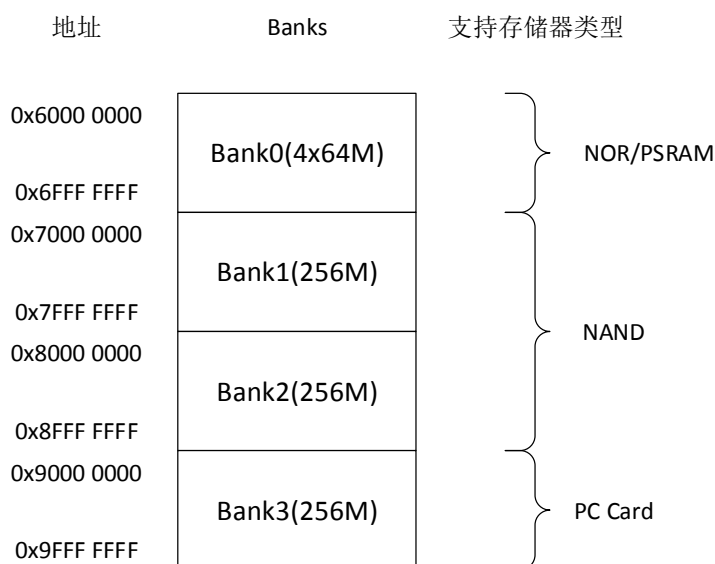 地址 Banks 支持存储器类型
0x6000 0000
Bank0(4x64M) NOR/PSRAM
0x6FFF FFFF
0x7000 0000
Bank1(256M)
0x7FFF FFFF
NAND
0x8000 0000
Bank2(256M)
0x8FFF FFFF
0x9000 0000
Bank3(256M) PC Card
0x9FFF FFFF